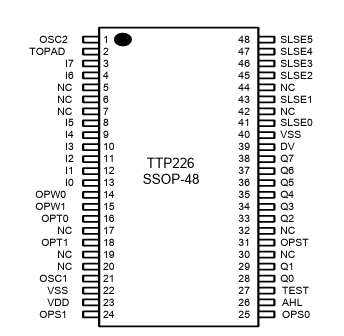 OSC2 1 48 SLSE5
TOPAD 2 47 SLSE4
I7 3 46 SLSE3
I6 4 45 SLSE2
NC 5 44 NC
NC 6 43 SLSE1
NC 7 42 NC
I5 8 41 SLSE0
I4 9 40 VSS
I3 10 39 DV
I2 11 38 Q7
I1 12 37 Q6
I0 13 36 Q5
OPW0 14 35 Q4
OPW1 15 34 Q3
OPT0 16 33 Q2
NC 17 32 NC
OPT1 18 31 OPST
NC 19 30 NC
NC 20 29 Q1
OSC1 21 28 Q0
VSS 22 27 TEST
VDD 23 26 AHL
OPS1 24 25 OPS0
TTP226
SSOP-48